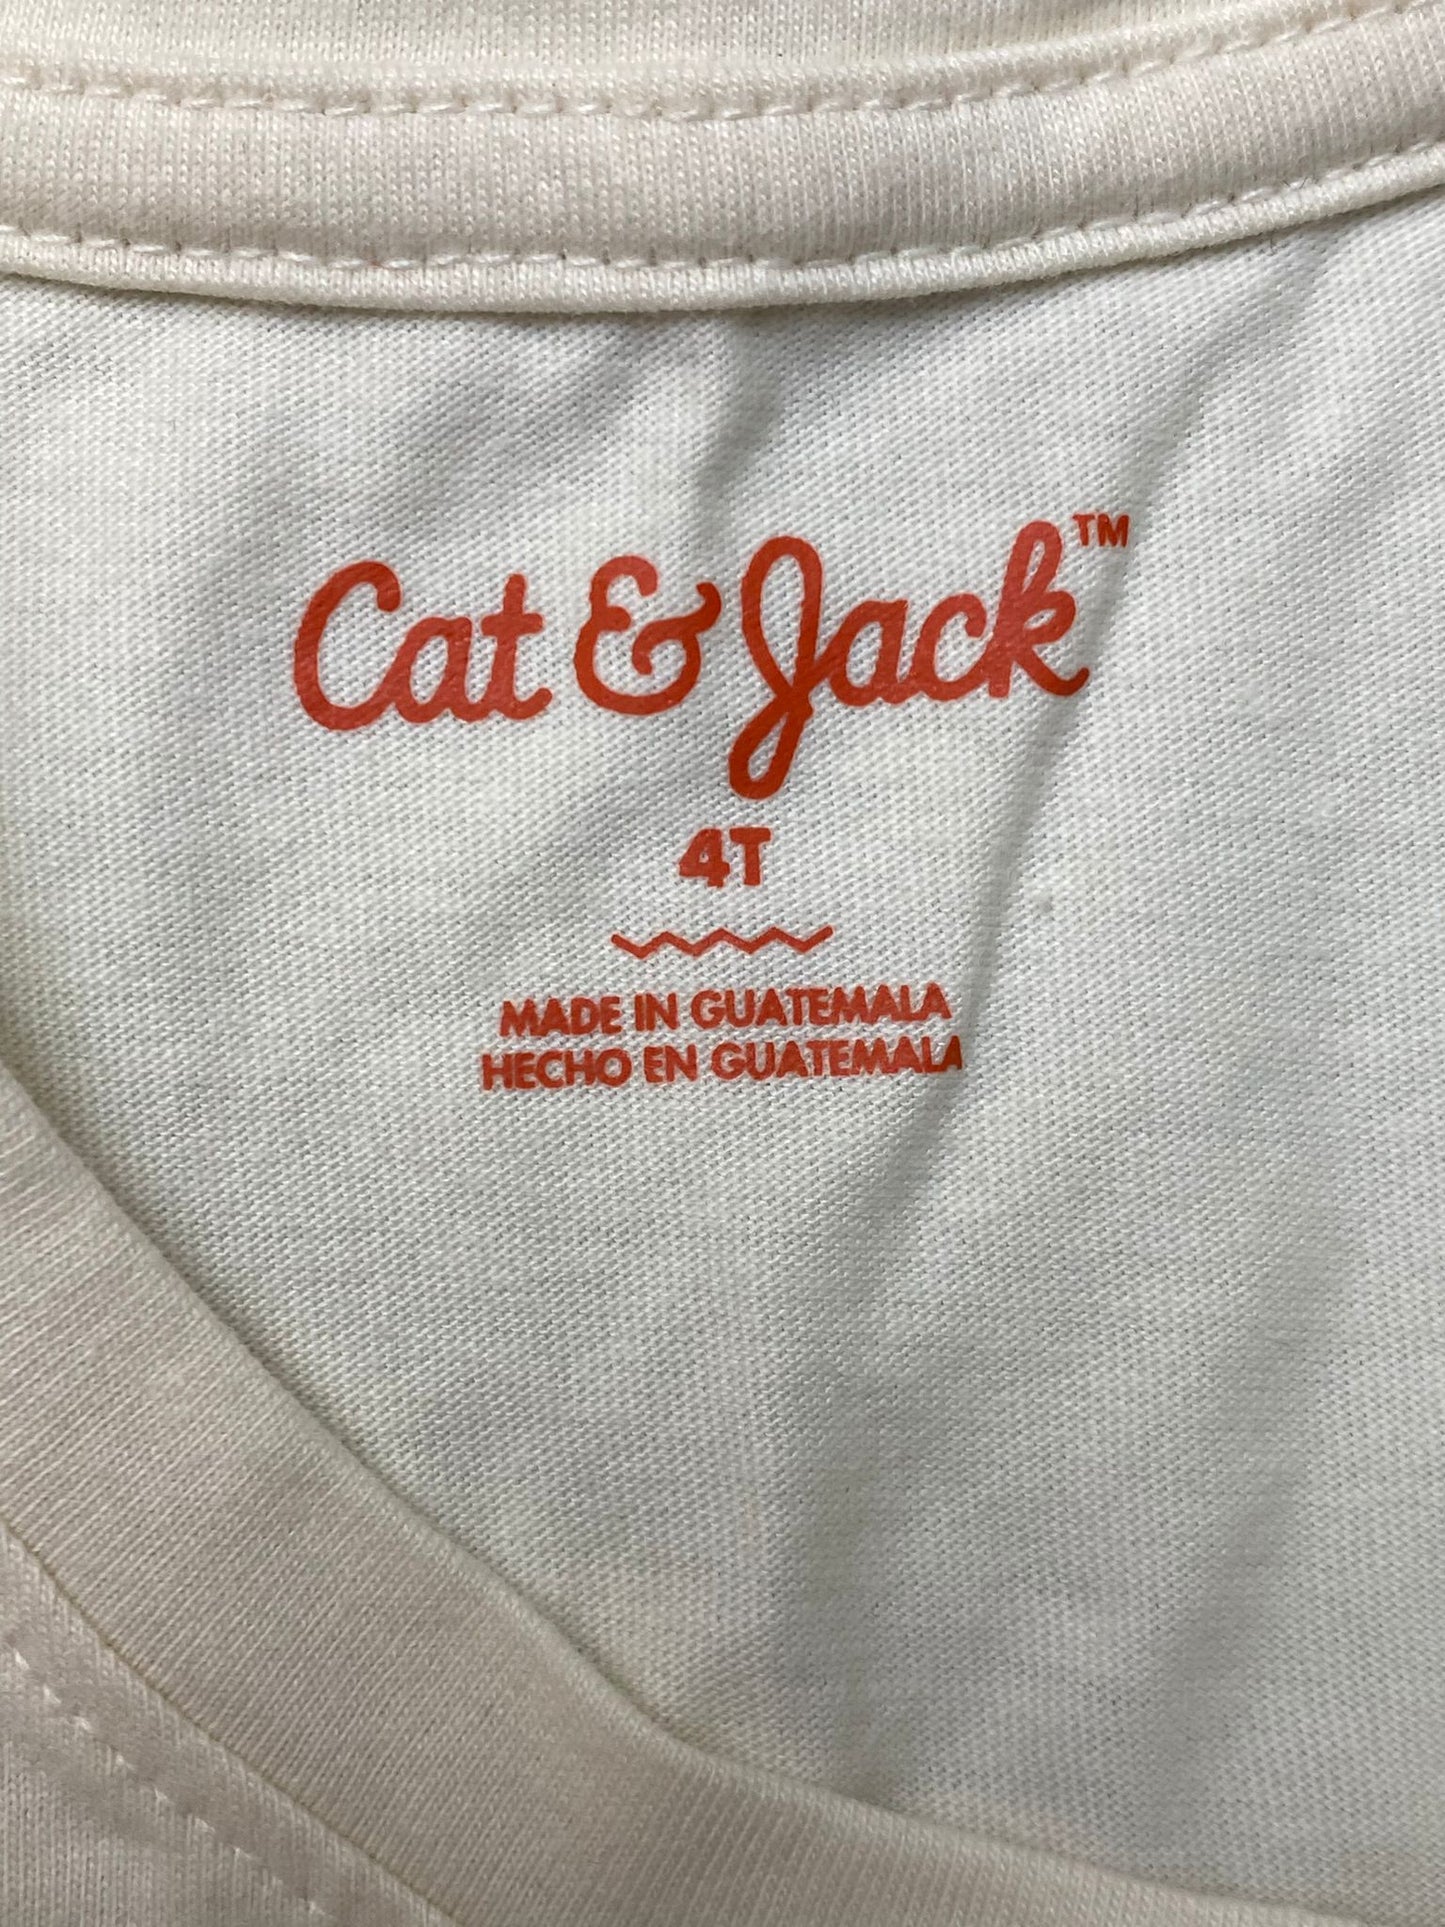 Cat & Jack™
4T
MADE IN GUATEMALA
HECHO EN GUATEMALA